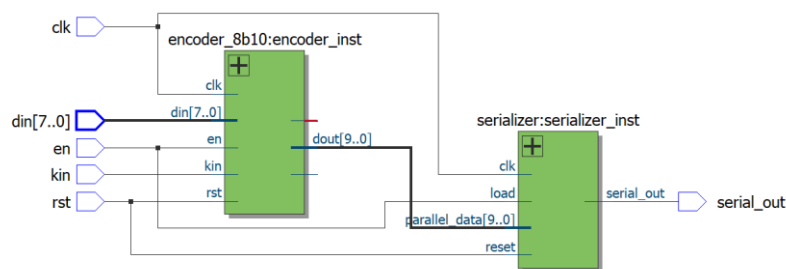 clk
encoder_8b10:encoder_inst
clk
din[7..0]
din[7..0]
en
en
dout[9..0]
kin
kin
rst
rst
serializer:serializer_inst
clk
load
serial_out
serial_out
parallel_data[9..0]
reset